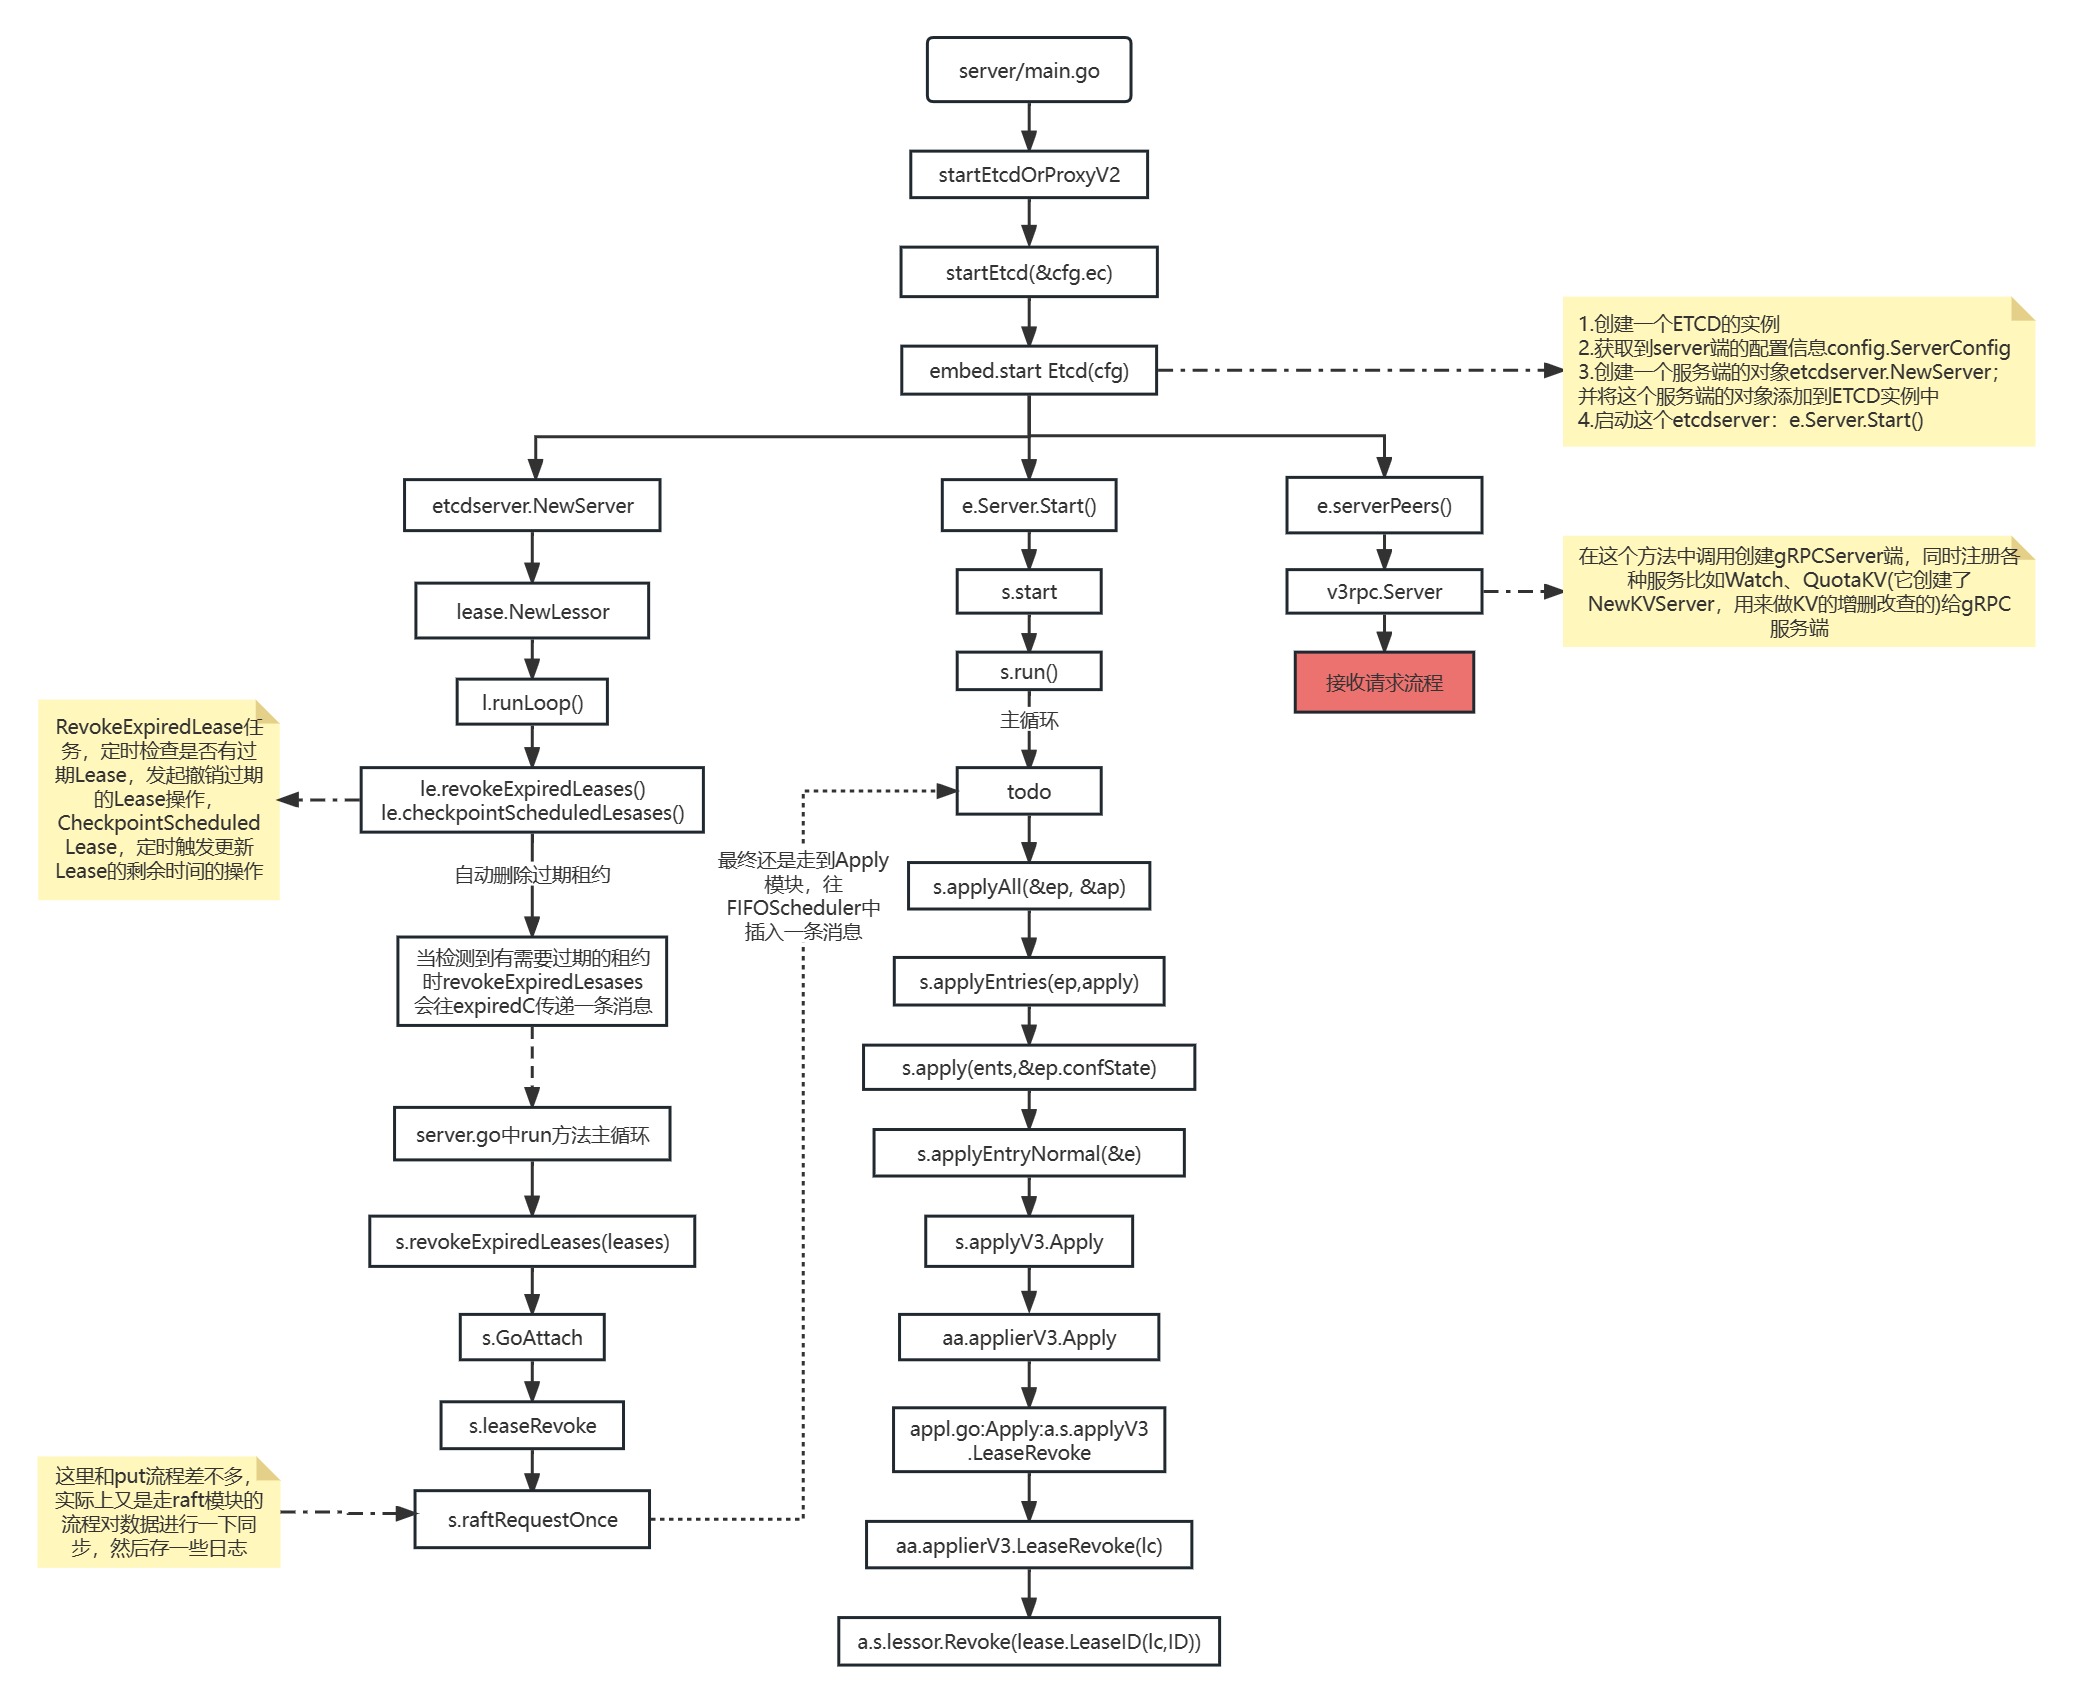 server/main.go
startEtcdOrProxyV2
startEtcd(&cfg.ec)
embed.start Etcd(cfg)
1.创建一个ETCD的实例
2.获取到server端的配置信息config.ServerConfig
3.创建一个服务端的对象etcdserver.NewServer；
并将这个服务端的对象添加到ETCD实例中
4.启动这个etcdserver：e.Server.Start()
etcdserver.NewServer
lease.NewLessor
l.runLoop()
le.revokeExpiredLeases()
le.checkpointScheduledLesases()
RevokeExpiredLease任
务，定时检查是否有过
期Lease，发起撤销过期
的Lease操作，
CheckpointScheduled
Lease，定时触发更新
Lease的剩余时间的操作
自动删除过期租约
当检测到有需要过期的租约
时revokeExpiredLesases
会往expiredC传递一条消息
server.go中run方法主循环
s.revokeExpiredLeases(leases)
s.GoAttach
s.leaseRevoke
s.raftRequestOnce
这里和put流程差不多，
实际上又是走raft模块的
流程对数据进行一下同
步，然后存一些日志
最终还是走到Apply
模块，往
FIFOScheduler中
插入一条消息
e.Server.Start()
s.start
s.run()
主循环
todo
s.applyAll(&ep, &ap)
s.applyEntries(ep,apply)
s.apply(ents,&ep.confState)
s.applyEntryNormal(&e)
s.applyV3.Apply
aa.applierV3.Apply
appl.go:Apply:a.s.applyV3
.LeaseRevoke
aa.applierV3.LeaseRevoke(lc)
a.s.lessor.Revoke(lease.LeaseID(lc,ID))
e.serverPeers()
v3rpc.Server
接收请求流程
在这个方法中调用创建gRPCServer端，同时注册各
种服务比如Watch、QuotaKV(它创建了
NewKVServer，用来做KV的增删改查的)给gRPC
服务端